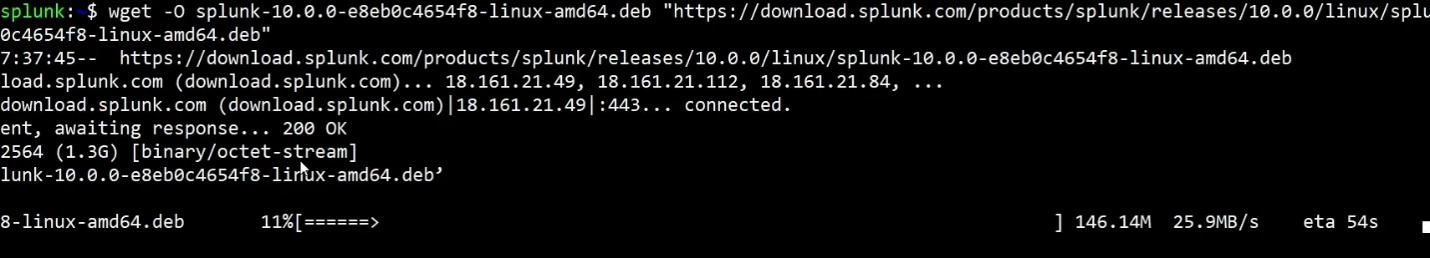 splunk:~$ wget -O splunk-10.0.0-e8eb0c4654f8-linux-amd64.deb "https://download.splunk.com/products/splunk/releases/10.0.0/linux/splu
0c4654f8-linux-amd64.deb"
7:37:45-- https://download.splunk.com/products/splunk/releases/10.0.0/linux/splunk-10.0.0-e8eb0c4654f8-linux-amd64.deb
load.splunk.com (download.splunk.com)... 18.161.21.49, 18.161.21.112, 18.161.21.84, ...
download.splunk.com (download.splunk.com)|18.161.21.49|:443... connected.
ent, awaiting response... 200 OK
2564 (1.3G) [binary/octet-stream]
lunk-10.0.0-e8eb0c4654f8-linux-amd64.deb’
8-linux-amd64.deb 11%[======> ] 146.14M 25.9MB/s eta 54s